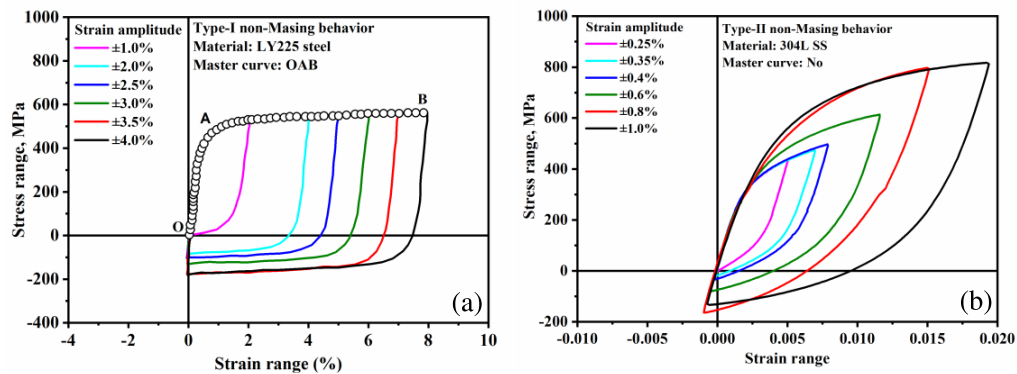 Strain amplitude
±1.0%
±2.0%
±2.5%
±3.0%
±3.5%
±4.0%
Type-I non-Masing behavior
Material: LY225 steel
Master curve: OAB
A
B
O
1000
800
600
400
200
0
-200
-400
-4
-2
0
2
4
6
8
10
Stress range, MPa
Strain range (%)
(a)
Strain amplitude
±0.25%
±0.35%
±0.4%
±0.6%
±0.8%
±1.0%
Type-II non-Masing behavior
Material: 304L SS
Master curve: No
1000
800
600
400
200
0
-200
-0.010
-0.005
0.000
0.005
0.010
0.015
0.020
Stress range, MPa
Strain range
(b)